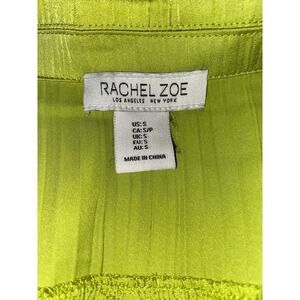 RACHEL ZOE
LOS ANGELES NEW YORK
US: S
CA: S/P
UK: S
EU: S
AU: S
MADE IN CHINA